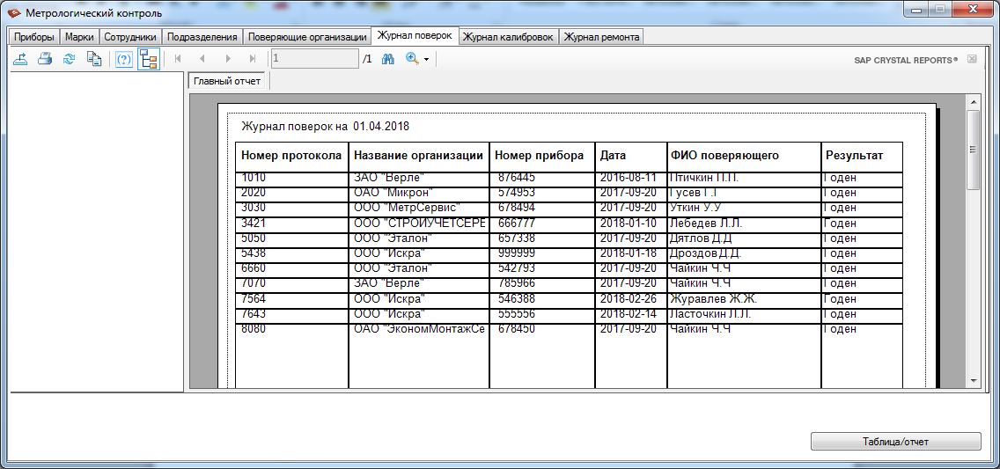 Метрологический контроль
Приборы Марки Сотрудники Подразделения Поверяющие организации Журнал поверок Журнал калибровок Журнал ремонта
1 /1 SAP CRYSTAL REPORTS®
Главный отчет
Журнал поверок на 01.04.2018
Номер протокола Название организации Номер прибора Дата ФИО поверяющего Результат
1010 ЗАО "Верле" 876445 2016-08-11 Птичкин П.П. Годен
2020 ОАО "Микрон" 574953 2017-09-20 Гусев Г.Г Годен
3030 ООО "МетрСервис" 678494 2017-09-20 Уткин У.У Годен
3421 ООО "СТРОЙУЧЕТСЕРВ 666777 2018-01-10 Лебедев Л.Л. Годен
5050 ООО "Эталон" 657338 2017-09-20 Дятлов Д.Д Годен
5438 ООО "Искра" 999999 2018-01-18 Дроздов Д.Д. Годен
6660 ООО "Эталон" 542793 2017-09-20 Чайкин Ч.Ч Годен
7070 ЗАО "Верле" 785966 2017-09-20 Чайкин Ч.Ч Годен
7564 ООО "Искра" 546388 2018-02-26 Журавлев Ж.Ж. Годен
7643 ООО "Искра" 555556 2018-02-14 Ласточкин Л.Л. Годен
8080 ОАО "ЭкономМонтажСе 678450 2017-09-20 Чайкин Ч.Ч Годен
Таблица/отчет